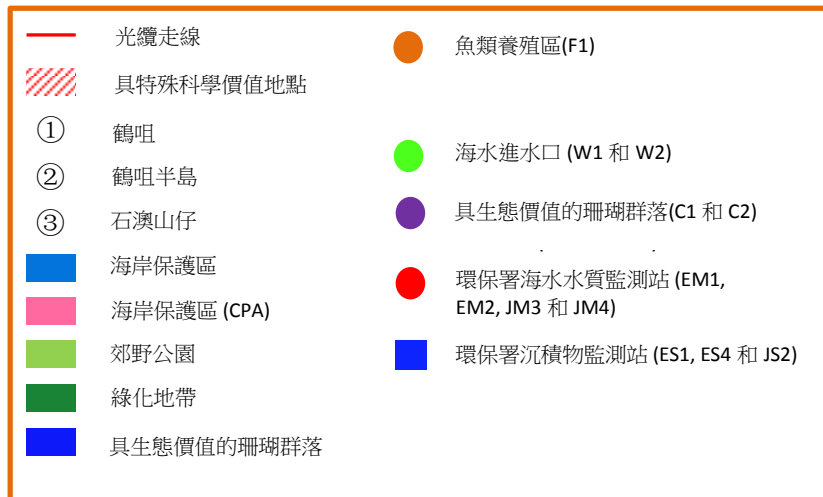 光纜走線
具特殊科學價值地點
① 鶴咀
② 鶴咀半島
③ 石澳山仔
海岸保護區
海岸保護區 (CPA)
郊野公園
綠化地帶
具生態價值的珊瑚群落
魚類養殖區(F1)
海水進水口 (W1 和 W2)
具生態價值的珊瑚群落(C1 和 C2)
環保署海水水質監測站 (EM1,
EM2, JM3 和 JM4)
環保署沉積物監測站 (ES1, ES4 和 JS2)